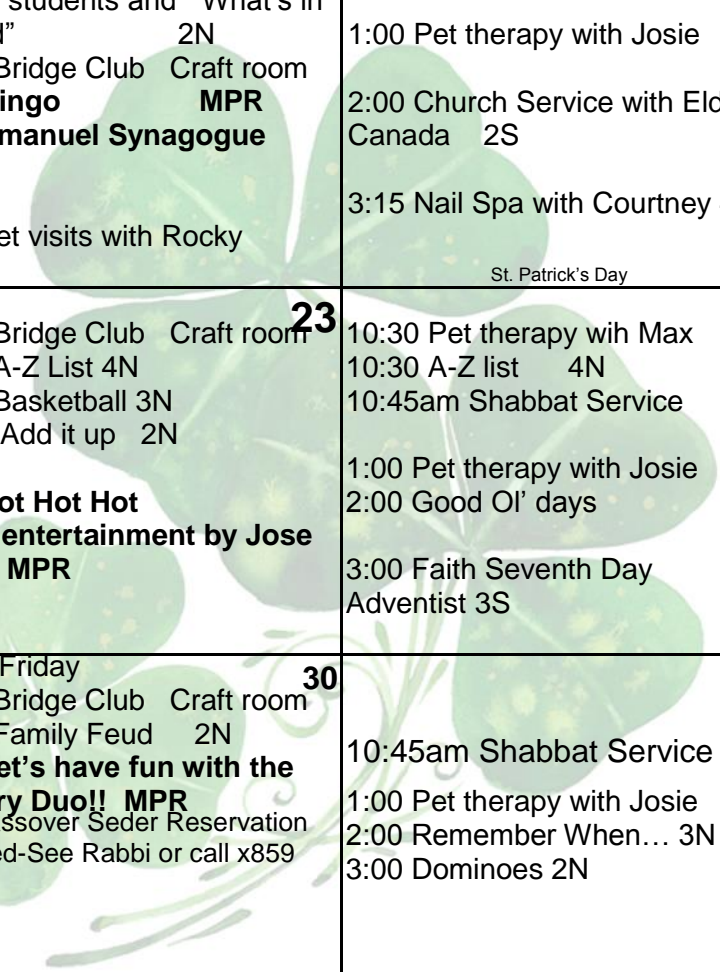 students and "What's in
d"   2N
Bridge Club   Craft room
ingo   MPR
manuel Synagogue
et visits with Rocky
1:00 Pet therapy with Josie
2:00 Church Service with Eld
Canada   2S
3:15 Nail Spa with Courtney
St. Patrick's Day
23
Bridge Club   Craft room
A-Z List 4N
Basketball 3N
Add it up   2N
ot Hot Hot
entertainment by Jose
MPR
10:30 Pet therapy wih Max
10:30 A-Z list   4N
10:45am Shabbat Service
1:00 Pet therapy with Josie
2:00 Good Ol' days
3:00 Faith Seventh Day
Adventist 3S
Friday
30
Bridge Club   Craft room
Family Feud   2N
et's have fun with the
ry Duo!!  MPR
ssover Seder Reservation
ed-See Rabbi or call x859
10:45am Shabbat Service
1:00 Pet therapy with Josie
2:00 Remember When… 3N
3:00 Dominoes 2N